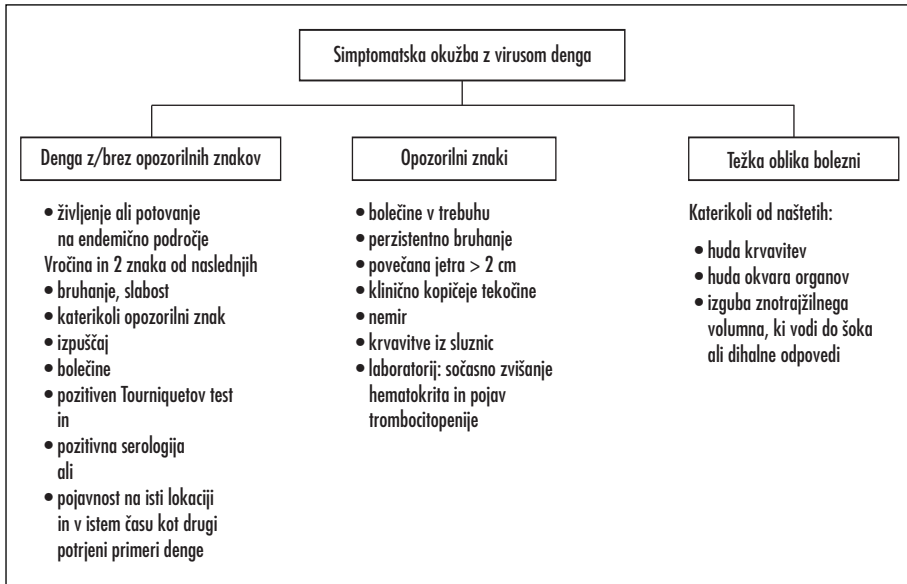 Simptomatska okužba z virusom denga
Denga z/brez opozorilnih znakov
• življenje ali potovanje
na endemično področje
Vročina in 2 znaka od naslednjih
• bruhanje, slabost
• katerikoli opozorilni znak
• izpuščaj
• bolečine
• pozitiven Tourniquetov test
in
• pozitivna serologija
ali
• pojavnost na isti lokaciji
in v istem času kot drugi
potrjeni primeri denge
Opozorilni znaki
• bolečine v trebuhu
• perzistentno bruhanje
• povečana jetra > 2 cm
• klinično kopičeje tekočine
• nemir
• krvavitve iz sluznic
• laboratorij: sočasno zvišanje
hematokrita in pojav
trombocitopenije
Težka oblika bolezni
Katerikoli od naštetih:
• huda krvavitev
• huda okvara organov
• izguba znotrajžilnega
volumna, ki vodi do šoka
ali dihalne odpovedi